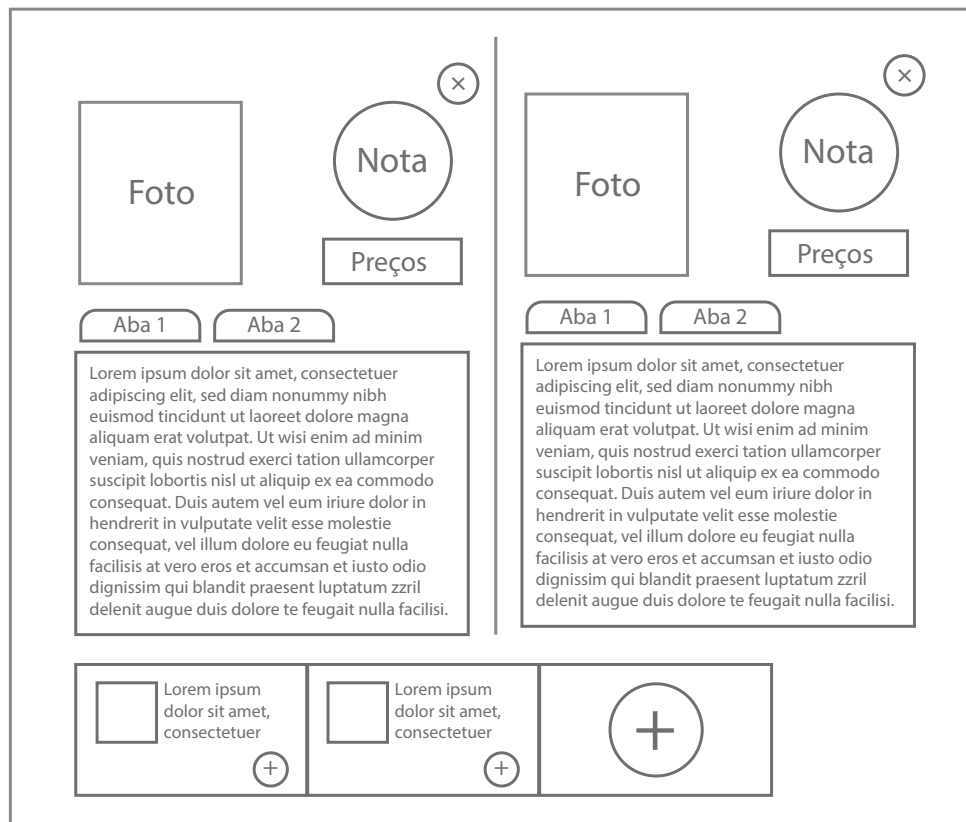 ×
Foto
Nota
Preços
Aba 1
Aba 2
Lorem ipsum dolor sit amet, consectetuer
adipiscing elit, sed diam nonummy nibh
euismod tincidunt ut laoreet dolore magna
aliquam erat volutpat. Ut wisi enim ad minim
veniam, quis nostrud exerci tation ullamcorper
suscipit lobortis nisl ut aliquip ex ea commodo
consequat. Duis autem vel eum iriure dolor in
hendrerit in vulputate velit esse molestie
consequat, vel illum dolore eu feugiat nulla
facilisis at vero eros et accumsan et iusto odio
dignissim qui blandit praesent luptatum zzril
delenit augue duis dolore te feugait nulla facilisi.
×
Foto
Nota
Preços
Aba 1
Aba 2
Lorem ipsum dolor sit amet, consectetuer
adipiscing elit, sed diam nonummy nibh
euismod tincidunt ut laoreet dolore magna
aliquam erat volutpat. Ut wisi enim ad minim
veniam, quis nostrud exerci tation ullamcorper
suscipit lobortis nisl ut aliquip ex ea commodo
consequat. Duis autem vel eum iriure dolor in
hendrerit in vulputate velit esse molestie
consequat, vel illum dolore eu feugiat nulla
facilisis at vero eros et accumsan et iusto odio
dignissim qui blandit praesent luptatum zzril
delenit augue duis dolore te feugait nulla facilisi.
Lorem ipsum
dolor sit amet,
consectetuer
+
Lorem ipsum
dolor sit amet,
consectetuer
+
+